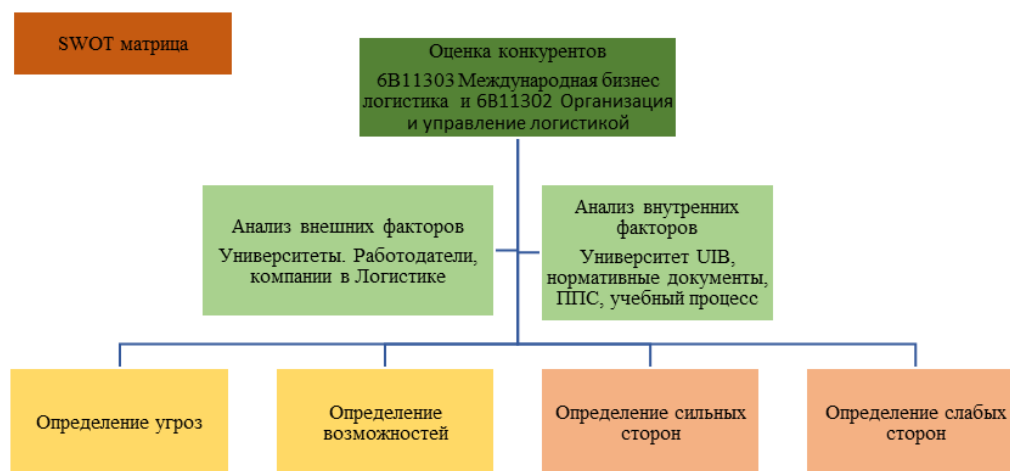 SWOT матрица
Оценка конкурентов
6В11303 Международная бизнес
логистика и 6В11302 Организация
и управление логистикой
Анализ внешних факторов
Университеты. Работодатели,
компании в Логистике
Анализ внутренних
факторов
Университет UIB,
нормативные документы,
ППС, учебный процесс
Определение угроз
Определение
возможностей
Определение сильных
сторон
Определение слабых
сторон